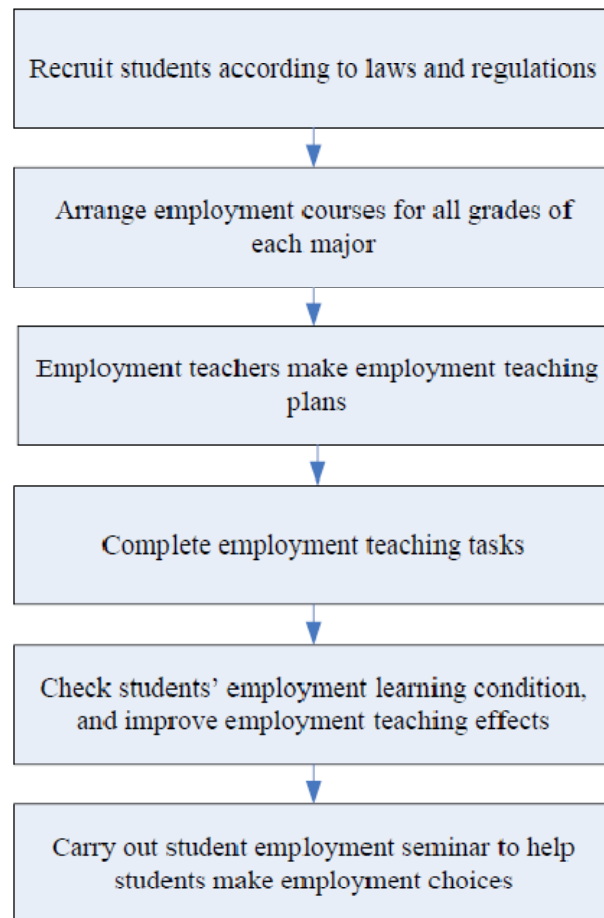 Recruit students according to laws and regulations
Arrange employment courses for all grades of
each major
Employment teachers make employment teaching
plans
Complete employment teaching tasks
Check students’ employment learning condition,
and improve employment teaching effects
Carry out student employment seminar to help
students make employment choices